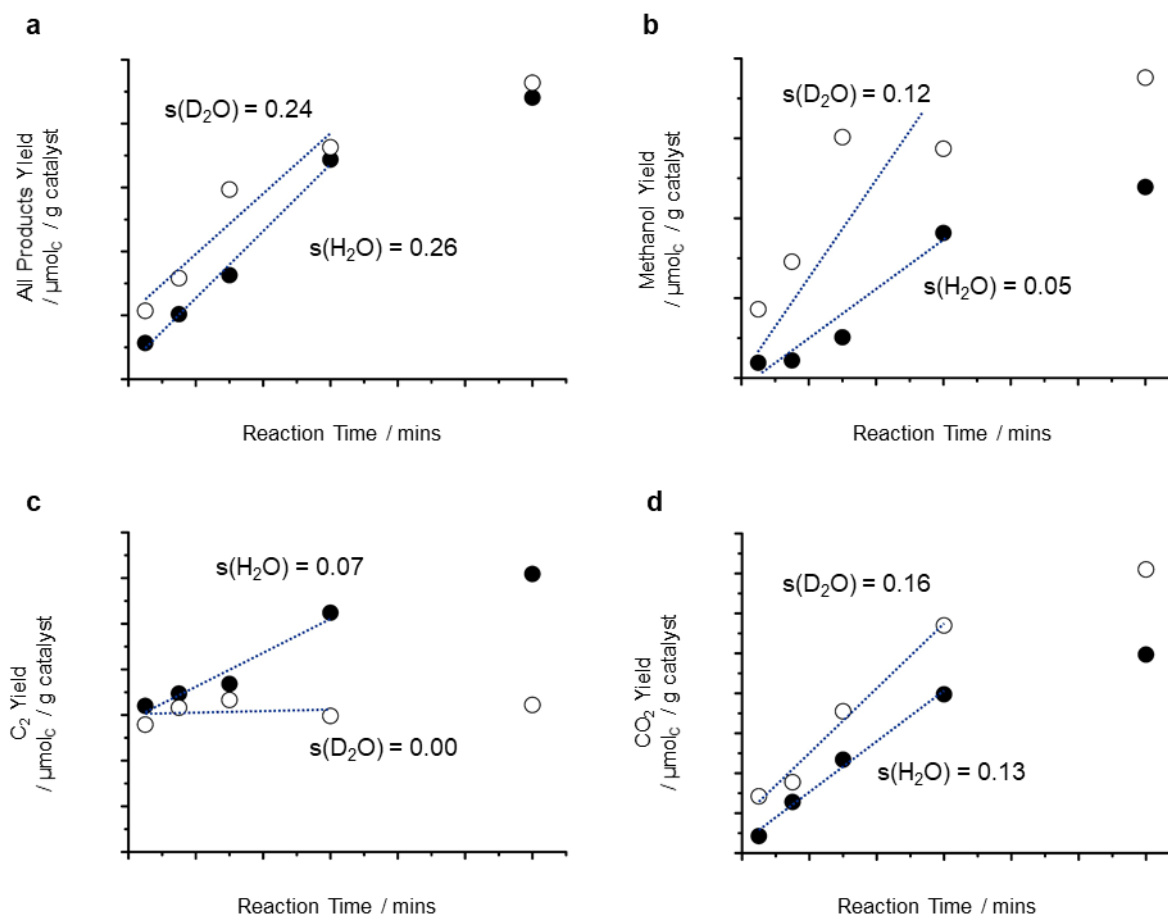 a
All Products Yield
/ µmolC / g catalyst
s(D2O) = 0.24
s(H2O) = 0.26
Reaction Time / mins
b
Methanol Yield
/ µmolC / g catalyst
s(D2O) = 0.12
s(H2O) = 0.05
Reaction Time / mins
c
C2 Yield
/ µmolC / g catalyst
s(H2O) = 0.07
s(D2O) = 0.00
Reaction Time / mins
d
CO2 Yield
/ µmolC / g catalyst
s(D2O) = 0.16
s(H2O) = 0.13
Reaction Time / mins